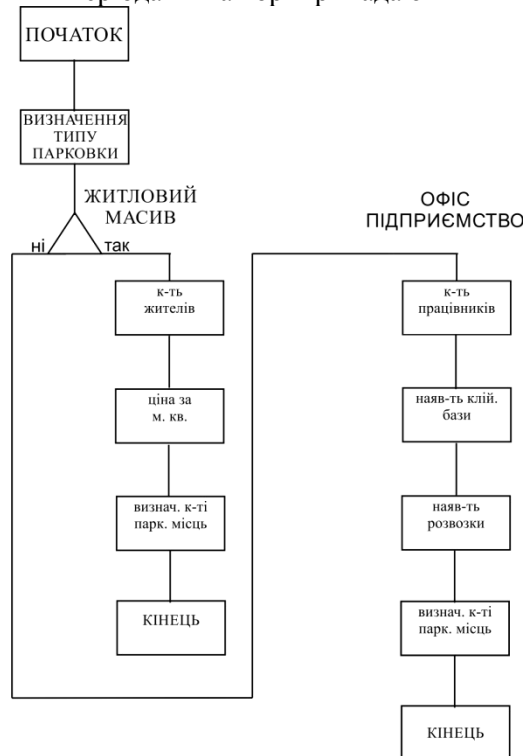 ПОЧАТОК
ВИЗНАЧЕННЯ
ТИПУ
ПАРКОВКИ
ЖИТЛОВИЙ
МАСИВ
ні
так
к-ть
жителів
ціна за
м. кв.
визнач. к-ті
парк. місць
КІНЕЦЬ
ОФІС
ПІДПРИЄМСТВО
к-ть
працівників
наяв-ть клій.
бази
наяв-ть
розвозки
визнач. к-ті
парк. місць
КІНЕЦЬ